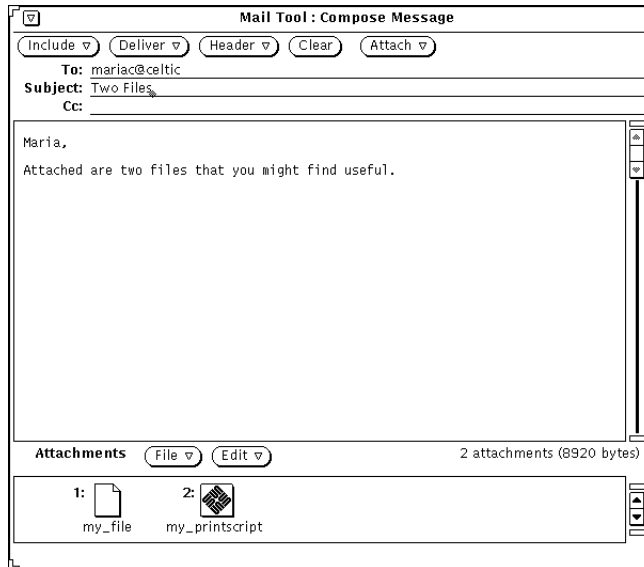 Mail Tool : Compose Message
Include Deliver Header Clear Attach
To: mariac@celtic
Subject: Two Files
Cc:
Maria,
Attached are two files that you might find useful.
Attachments File Edit 2 attachments (8920 bytes)
1: 2:
my_file my_printscript